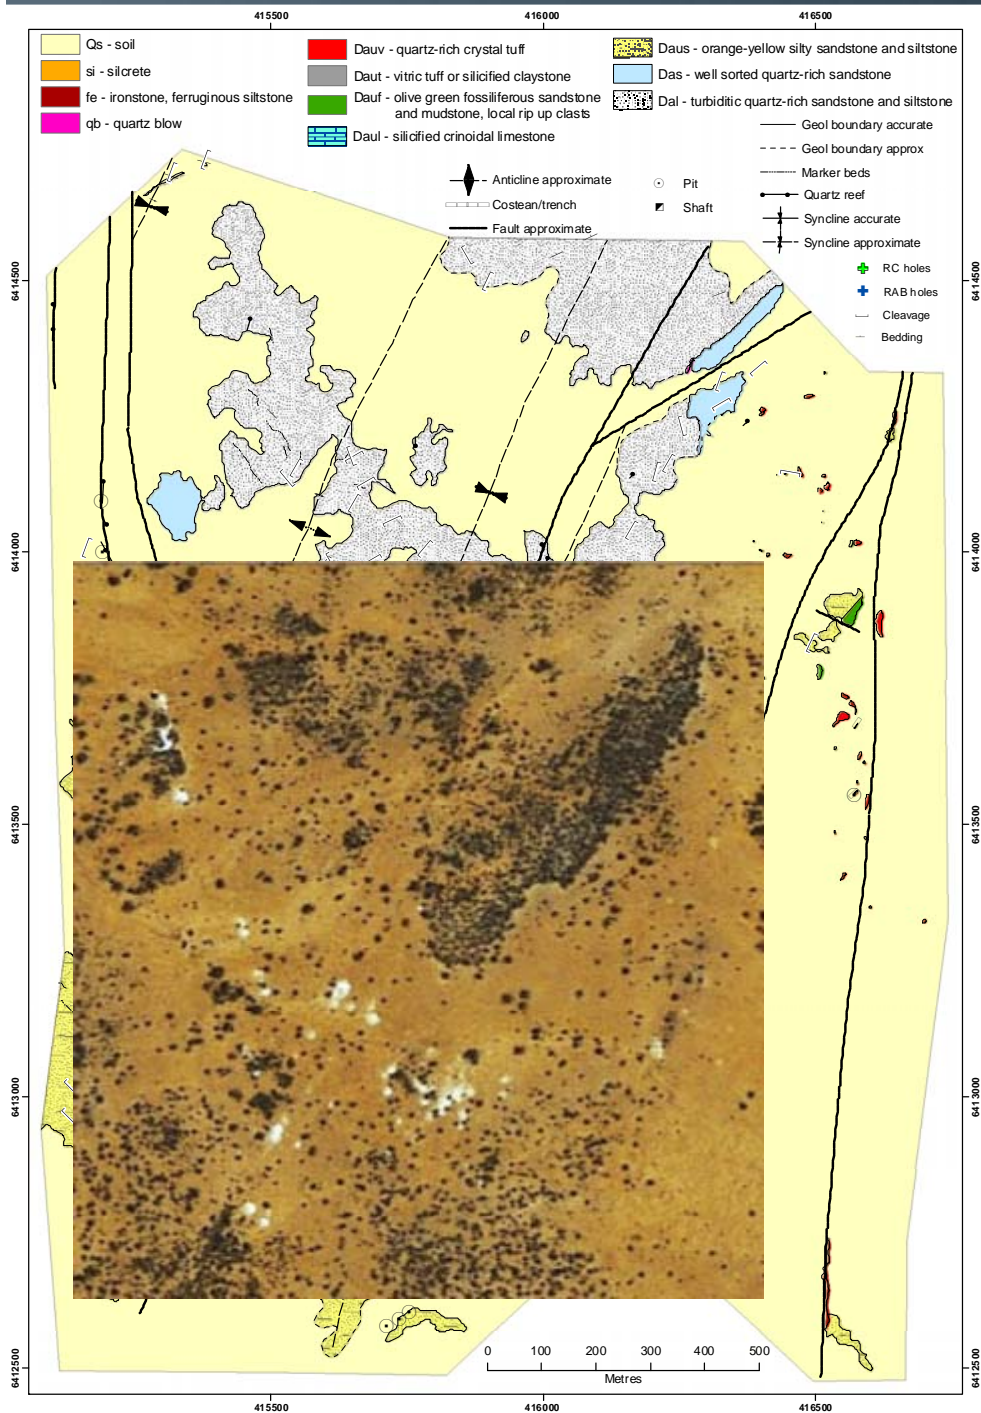 415500
416000
416500
Qs - soil
si - silcrete
fe - ironstone, ferruginous siltstone
qb - quartz blow
Dauv - quartz-rich crystal tuff
Daut - vitric tuff or silicified claystone
Dauf - olive green fossiliferous sandstone
and mudstone, local rip up clasts
Daul - silicified crinoidal limestone
Daus - orange-yellow silty sandstone and siltstone
Das - well sorted quartz-rich sandstone
Dal - turbiditic quartz-rich sandstone and siltstone
Geol boundary accurate
Geol boundary approx
Marker beds
Quartz reef
Syncline accurate
Syncline approximate
Anticline approximate
Costean/trench
Fault approximate
Pit
Shaft
RC holes
RAB holes
Cleavage
Bedding
6414500
6414500
6414000
6414000
6413500
6413500
6413000
6413000
6412500
6412500
0 100 200 300 400 500
Metres
415500
416000
416500